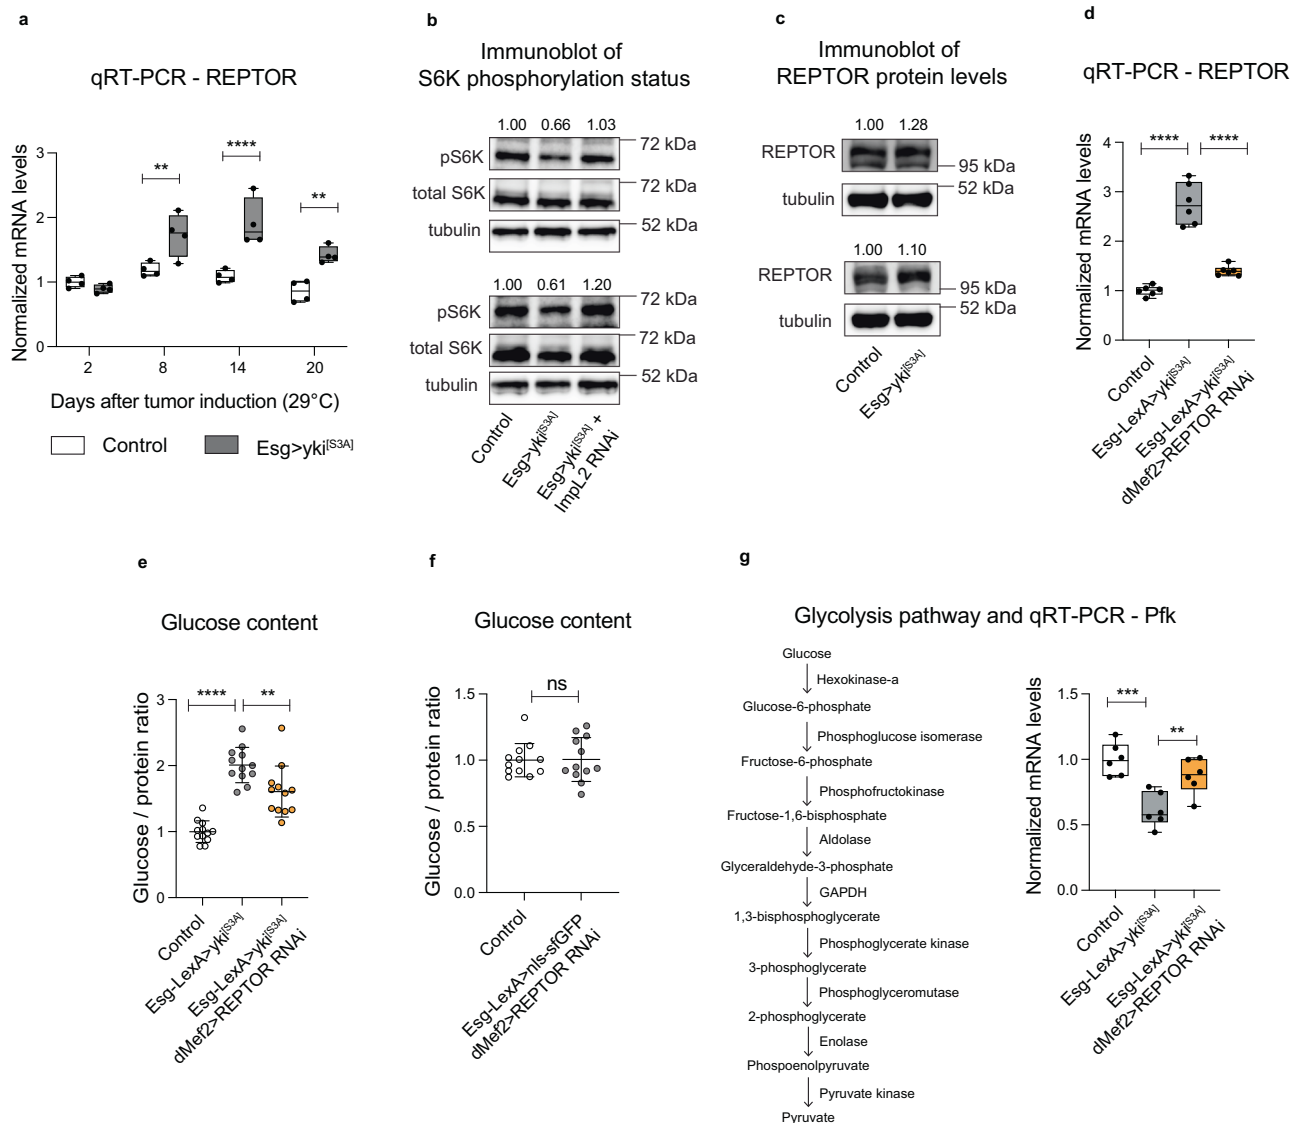 a
qRT-PCR - REPTOR
Normalized mRNA levels
3
2
1
0
**
****
**
2
8
14
20
Days after tumor induction (29°C)
Control
Esg>yki[S3A]
b
Immunoblot of
S6K phosphorylation status
1.00 0.66 1.03
pS6K
72 kDa
total S6K
72 kDa
tubulin
52 kDa
1.00 0.61 1.20
pS6K
72 kDa
total S6K
72 kDa
tubulin
52 kDa
Control
Esg>yki[S3A]
Esg>yki[S3A] +
ImpL2 RNAi
c
Immunoblot of
REPTOR protein levels
1.00 1.28
REPTOR
95 kDa
tubulin
52 kDa
1.00 1.10
REPTOR
95 kDa
tubulin
52 kDa
Control
Esg>yki[S3A]
d
qRT-PCR - REPTOR
Normalized mRNA levels
4
3
2
1
0
****
****
Control
Esg-LexA>yki[S3A]
Esg-LexA>yki[S3A]
dMef2>REPTOR RNAi
e
Glucose content
Glucose / protein ratio
3
2
1
0
****
**
Control
Esg-LexA>yki[S3A]
Esg-LexA>yki[S3A]
dMef2>REPTOR RNAi
f
Glucose content
Glucose / protein ratio
1.5
1.0
0.5
0.0
ns
Control
Esg-LexA>nls-sfGFP
dMef2>REPTOR RNAi
g
Glycolysis pathway and qRT-PCR - Pfk
Glucose
Hexokinase-a
Glucose-6-phosphate
Phosphoglucose isomerase
Fructose-6-phosphate
Phosphofructokinase
Fructose-1,6-bisphosphate
Aldolase
Glyceraldehyde-3-phosphate
GAPDH
1,3-bisphosphoglycerate
Phosphoglycerate kinase
3-phosphoglycerate
Phosphoglyceromutase
2-phosphoglycerate
Enolase
Phospoenolpyruvate
Pyruvate kinase
Pyruvate
Normalized mRNA levels
1.5
1.0
0.5
0.0
***
**
Control
Esg-LexA>yki[S3A]
Esg-LexA>yki[S3A]
dMef2>REPTOR RNAi